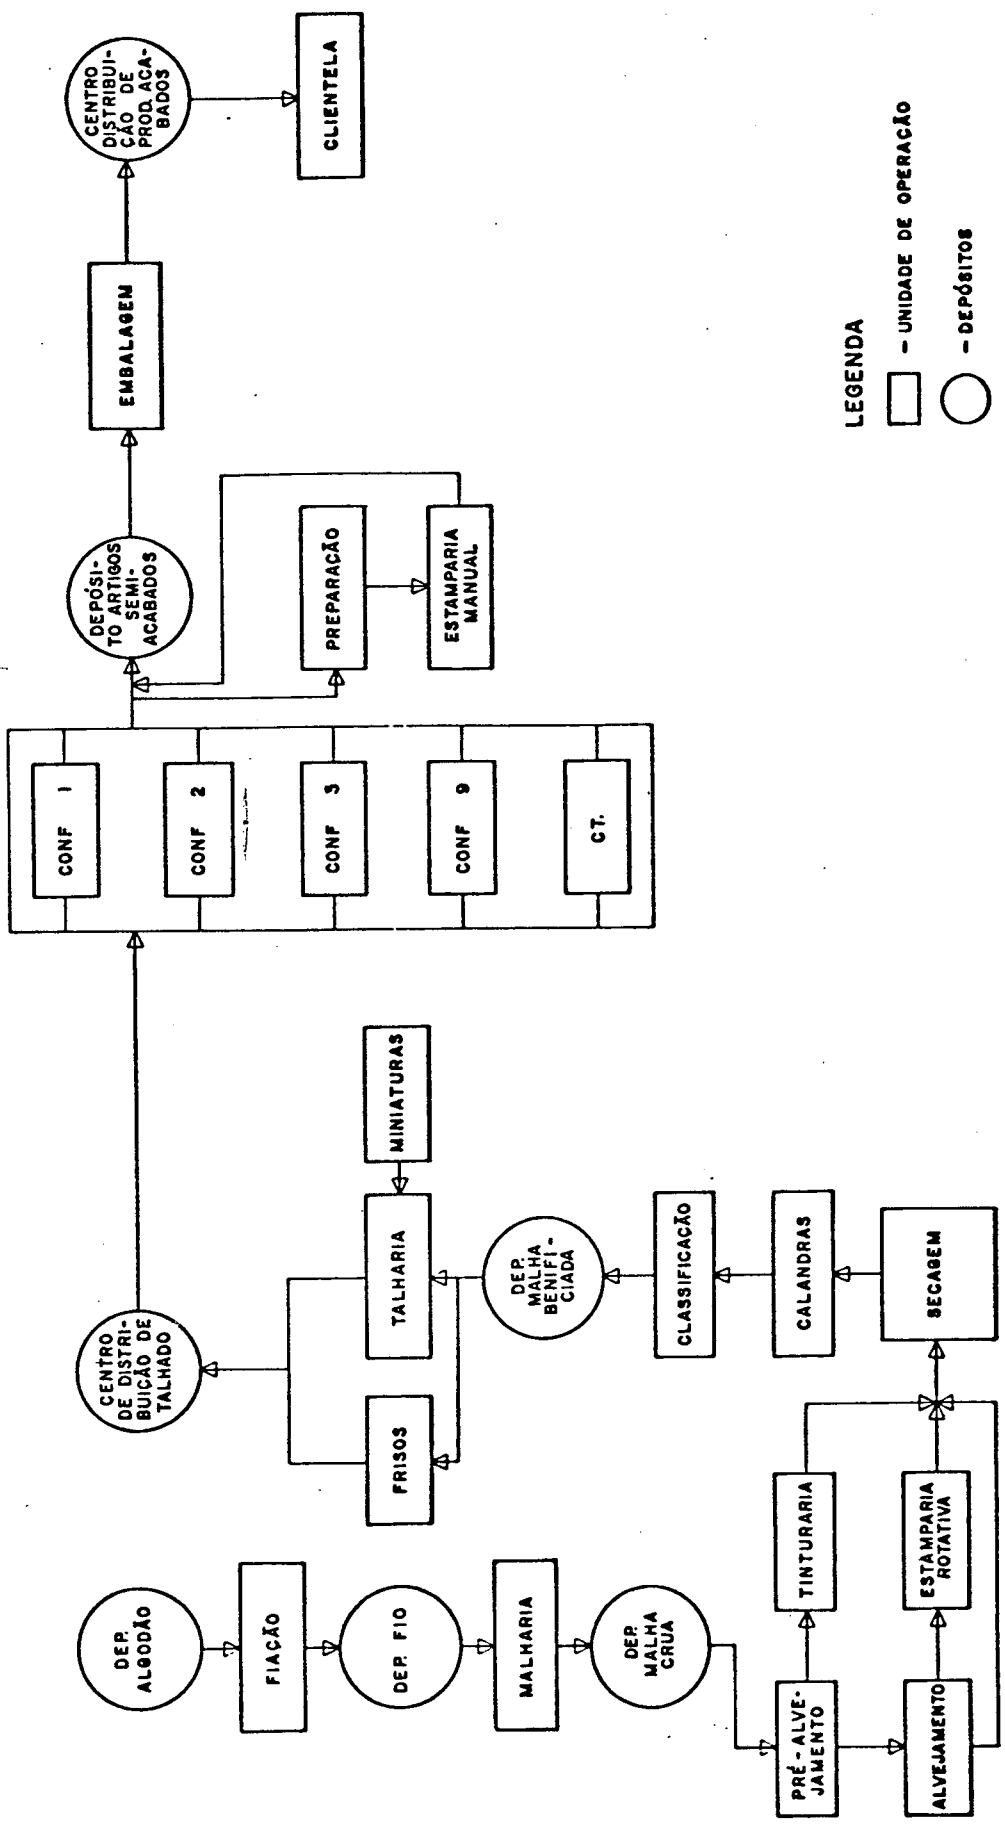 DEP.
ALGODÃO
FIAÇÃO
DEP. FIO
MALHARIA
DEP.
MALHA
CRUA
PRÉ-ALVE-
JAMENTO
ALVEJAMENTO
TINTURARIA
ESTAMPARIA
ROTATIVA
SECAGEM
CALANDRAS
CLASSIFICAÇÃO
DEP.
MALHA
BENIFI-
CIADA
FRISOS
TALHARIA
MINIATURAS
CENTRO
DE DISTRI-
BUICÃO DE
TALHADO
CONF 1
CONF 2
CONF 3
CONF 9
CT.
DEPÓSI-
TO ARTIGOS
SEMI-
ACABADOS
PREPARAÇÃO
ESTAMPARIA
MANUAL
EMBALAGEM
CENTRO
DISTRIBUI-
ÇÃO DE
PROD. ACA-
BADOS
CLIENTELA
LEGENDA
- UNIDADE DE OPERAÇÃO
- DEPÓSITOS